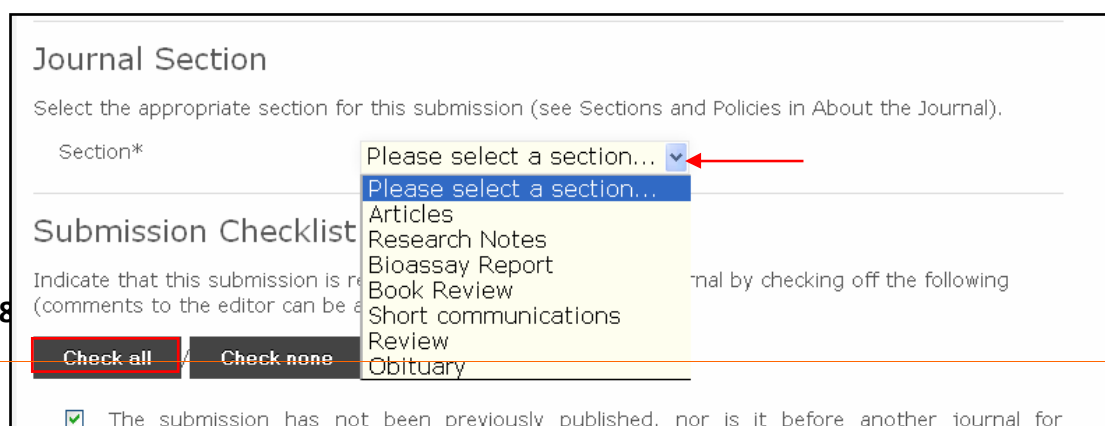 Journal Section
Select the appropriate section for this submission (see Sections and Policies in About the Journal).
Section*
Please select a section...
Please select a section...
Articles
Research Notes
Bioassay Report
Book Review
Short communications
Review
Obituary
Submission Checklist
Indicate that this submission is re rnal by checking off the following
8
(comments to the editor can be a
Check all / Check none
The submission has not been previously published, nor is it before another journal for